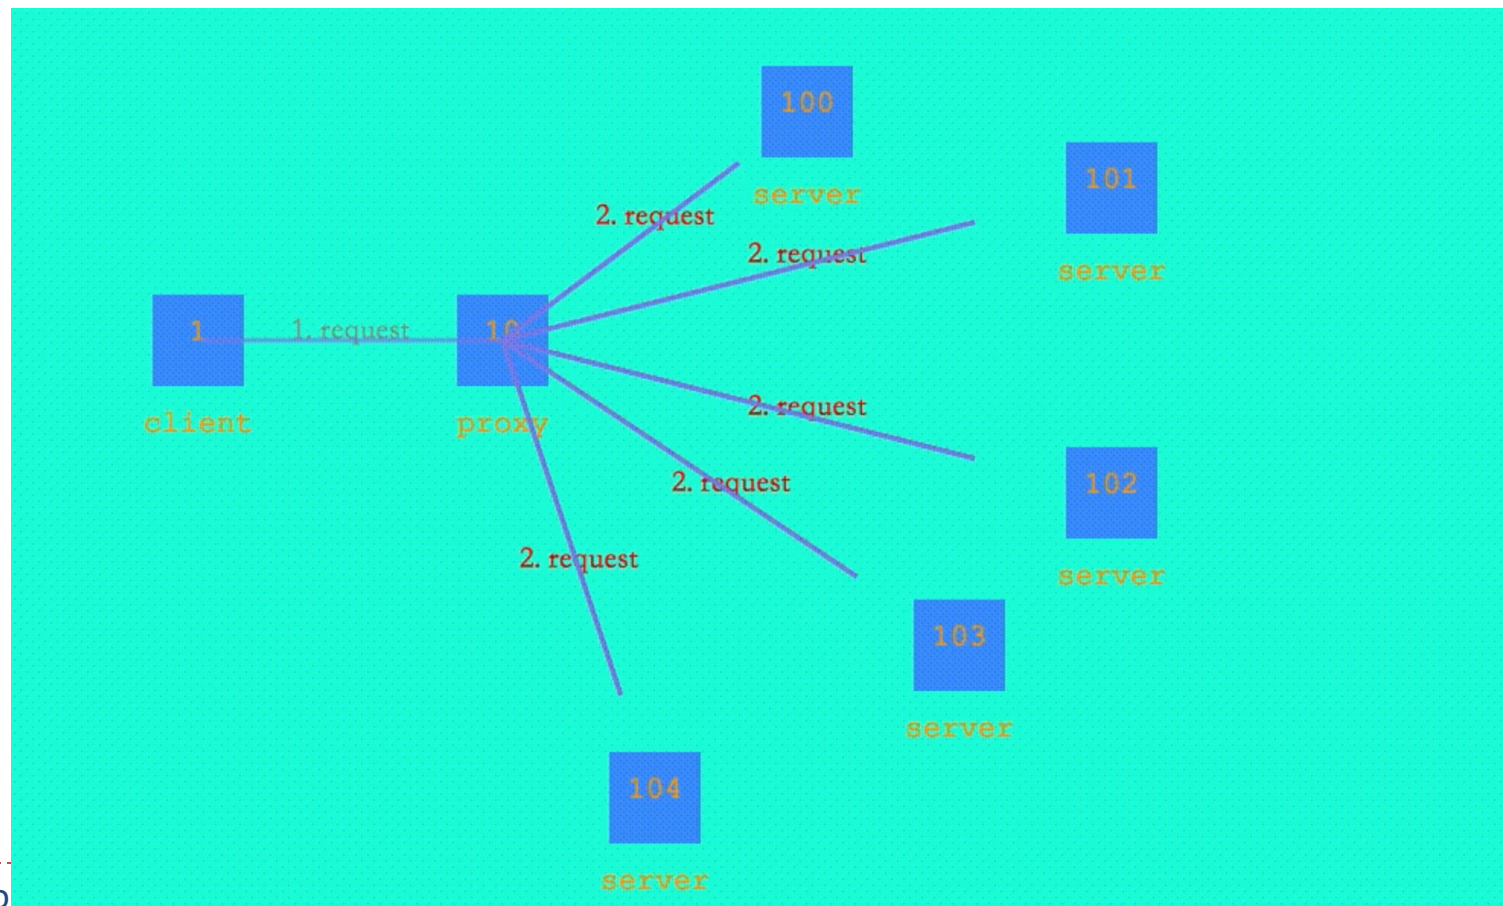 100
server
101
server
2. request
2. request
1
1. request
10
client
proxy
2. request
2. request
102
server
2. request
103
server
104
server